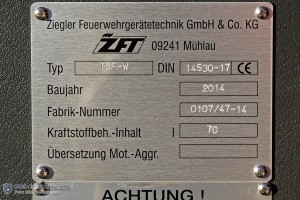 Ziegler Feuerwehrgerätetechnik GmbH & Co. KG
ZFT 09241 Mühlau
Typ TSF-W DIN 14530-17 CE
Baujahr 2014
Fabrik-Nummer 0107/47-14
Kraftstoffbeh.-Inhalt l 70
Übersetzung Mot.-Aggr.
ACHTUNG !